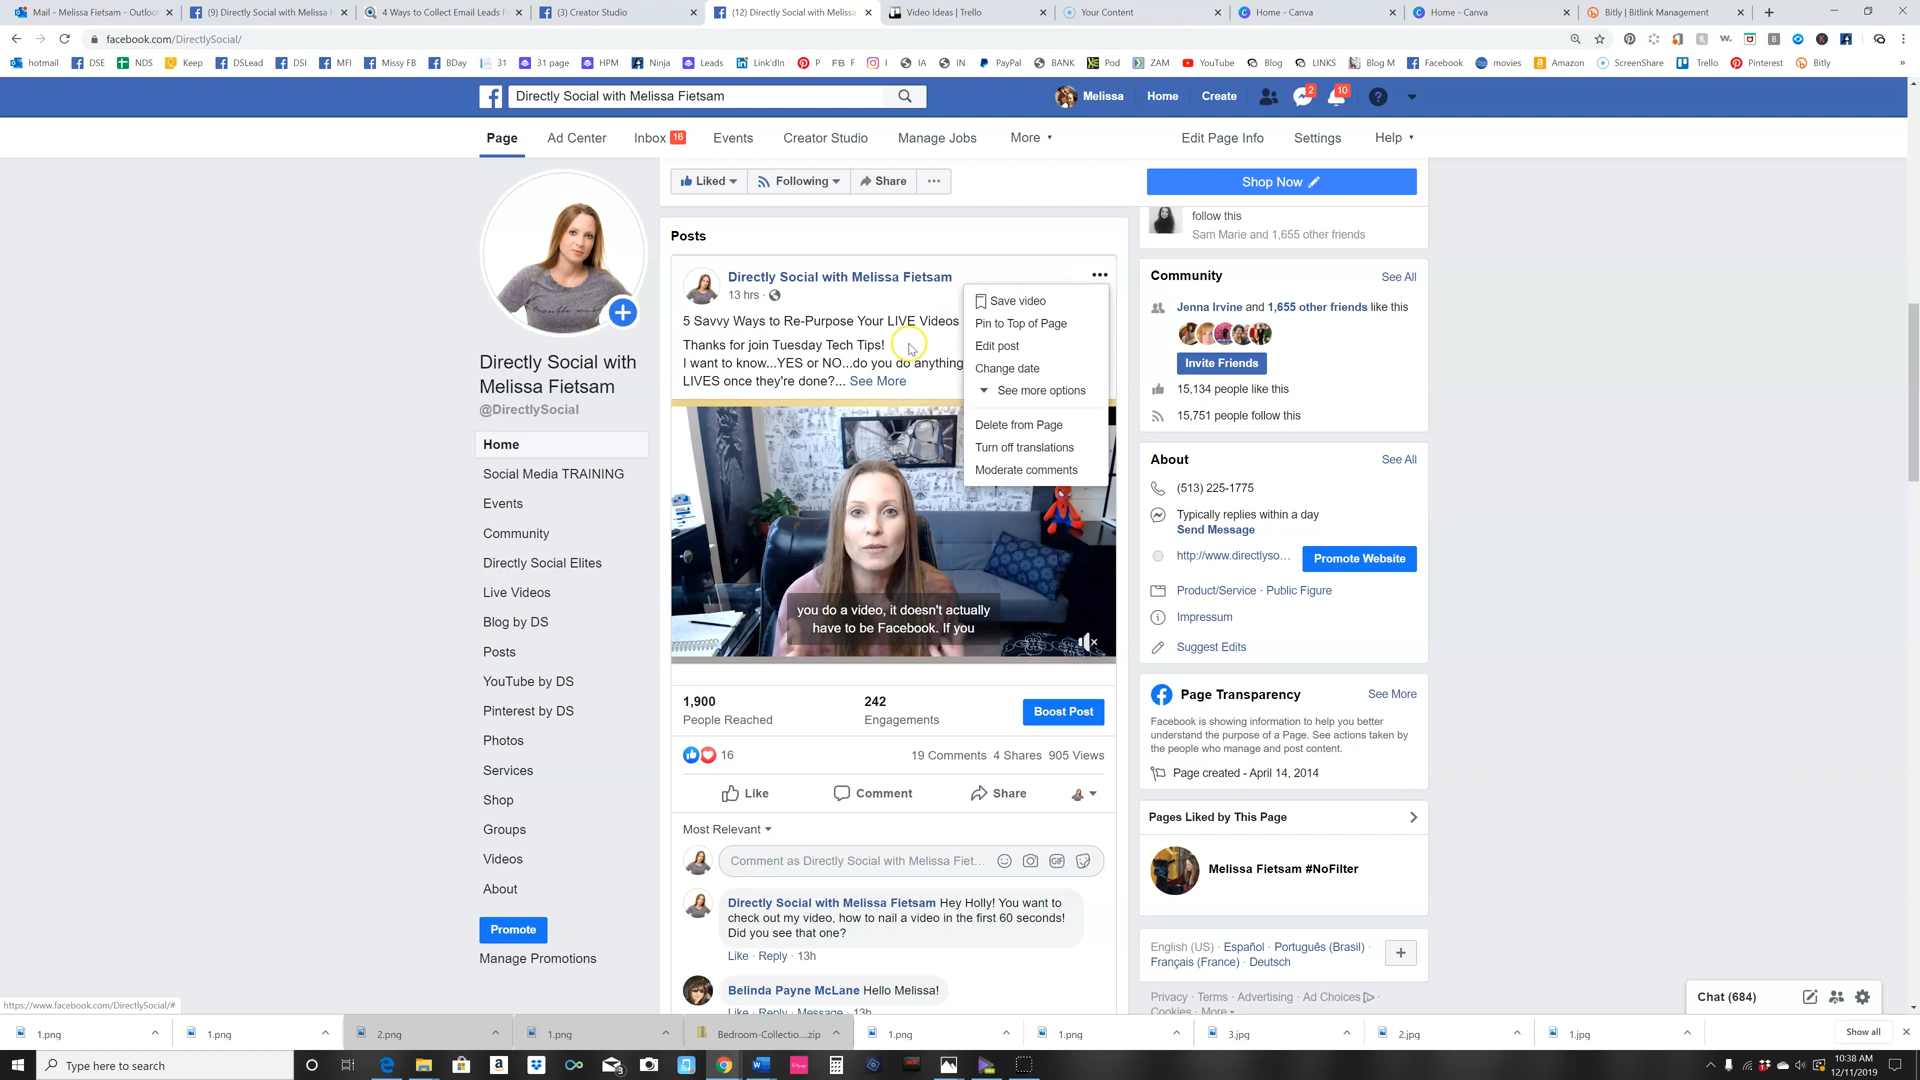 Mail - Melissa Fietsam - Outloo
(9) Directly Social with Melissa
4 Ways to Collect Email Leads F
(3) Creator Studio
(12) Directly Social with Melissa
Video Ideas | Trello
Your Content
Home - Canva
Home - Canva
Bitly | Bitlink Management
facebook.com/DirectlySocial/
hotmail DSE NDS Keep DSLead DSI MFI Missy FB BDay 31 31 page HPM Ninja Leads Link'dIn P FB F I IA IN PayPal BANK Pod ZAM YouTube Blog LINKS Blog M Facebook movies Amazon ScreenShare Trello Pinterest Bitly
Directly Social with Melissa Fietsam
Melissa Home Create 2 10
Page Ad Center Inbox 16 Events Creator Studio Manage Jobs More Edit Page Info Settings Help
Liked Following Share ...
Shop Now
Directly Social with
Melissa Fietsam
@DirectlySocial
Home
Social Media TRAINING
Events
Community
Directly Social Elites
Live Videos
Blog by DS
Posts
YouTube by DS
Pinterest by DS
Photos
Services
Shop
Groups
Videos
About
Promote
Manage Promotions
Posts
Directly Social with Melissa Fietsam
13 hrs ·
5 Savvy Ways to Re-Purpose Your LIVE Videos
Thanks for join Tuesday Tech Tips!
I want to know...YES or NO...do you do anything
LIVES once they're done?... See More
Save video
Pin to Top of Page
Edit post
Change date
See more options
Delete from Page
Turn off translations
Moderate comments
you do a video, it doesn't actually
have to be Facebook. If you
1,900
People Reached
242
Engagements
Boost Post
16
19 Comments 4 Shares 905 Views
Like Comment Share
Most Relevant
Comment as Directly Social with Melissa Fiet...
GIF
Directly Social with Melissa Fietsam Hey Holly! You want to
check out my video, how to nail a video in the first 60 seconds!
Did you see that one?
Like · Reply · 13h
Belinda Payne McLane Hello Melissa!
Like · Reply · Message · 13h
follow this
Sam Marie and 1,655 other friends
Community See All
Jenna Irvine and 1,655 other friends like this
Invite Friends
15,134 people like this
15,751 people follow this
About See All
(513) 225-1775
Typically replies within a day
Send Message
http://www.directlyso...
Promote Website
Product/Service · Public Figure
Impressum
Suggest Edits
Page Transparency See More
Facebook is showing information to help you better
understand the purpose of a Page. See actions taken by
the people who manage and post content.
Page created - April 14, 2014
Pages Liked by This Page
Melissa Fietsam #NoFilter
English (US) · Español · Português (Brasil) ·
Français (France) · Deutsch
Privacy · Terms · Advertising · Ad Choices ·
Cookies · More
Chat (684)
https://www.facebook.com/DirectlySocial/#
1.png 1.png 2.png 1.png Bedroom-Collectio....zip 1.png 1.png 3.jpg 2.jpg 1.jpg Show all
Type here to search
10:38 AM
12/11/2019